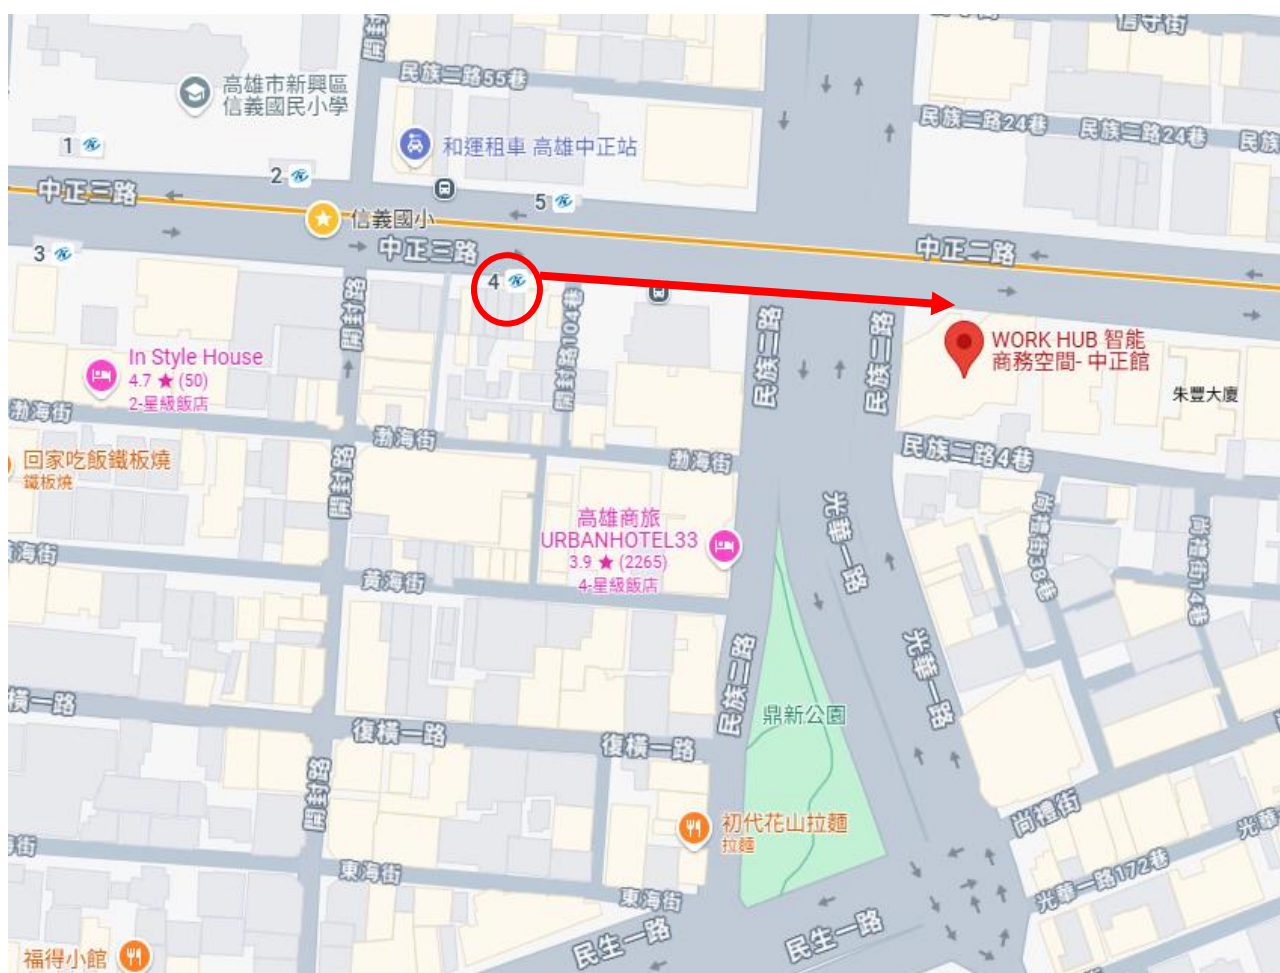 信守街
開封
民族二路55巷
高雄市新興區
信義國民小學
民族二路24巷
民族二路24巷
民族
1
和運租車 高雄中正站
2
中正三路
5
信義國小
中正三路
中正二路
3
4
開封路
開封路104巷
民族二路
民族二路
WORK HUB 智能
商務空間- 中正館
In Style House
4.7 ★ (50)
2-星級飯店
朱豐大廈
渤海街
渤海街
渤海街
民族二路4巷
回家吃飯鐵板燒
鐵板燒
開封路
高雄商旅
URBANHOTEL33
3.9 ★ (2265)
4-星級飯店
光華一路
尚禮街38巷
尚禮街14巷
海街
黃海街
民族二路
光華一路
橫一路
復橫一路
復橫一路
鼎新公園
開封路
初代花山拉麵
拉麵
尚禮街
光華
街
東海街
東海街
光華一路172巷
民生一路
民生一路
福得小館